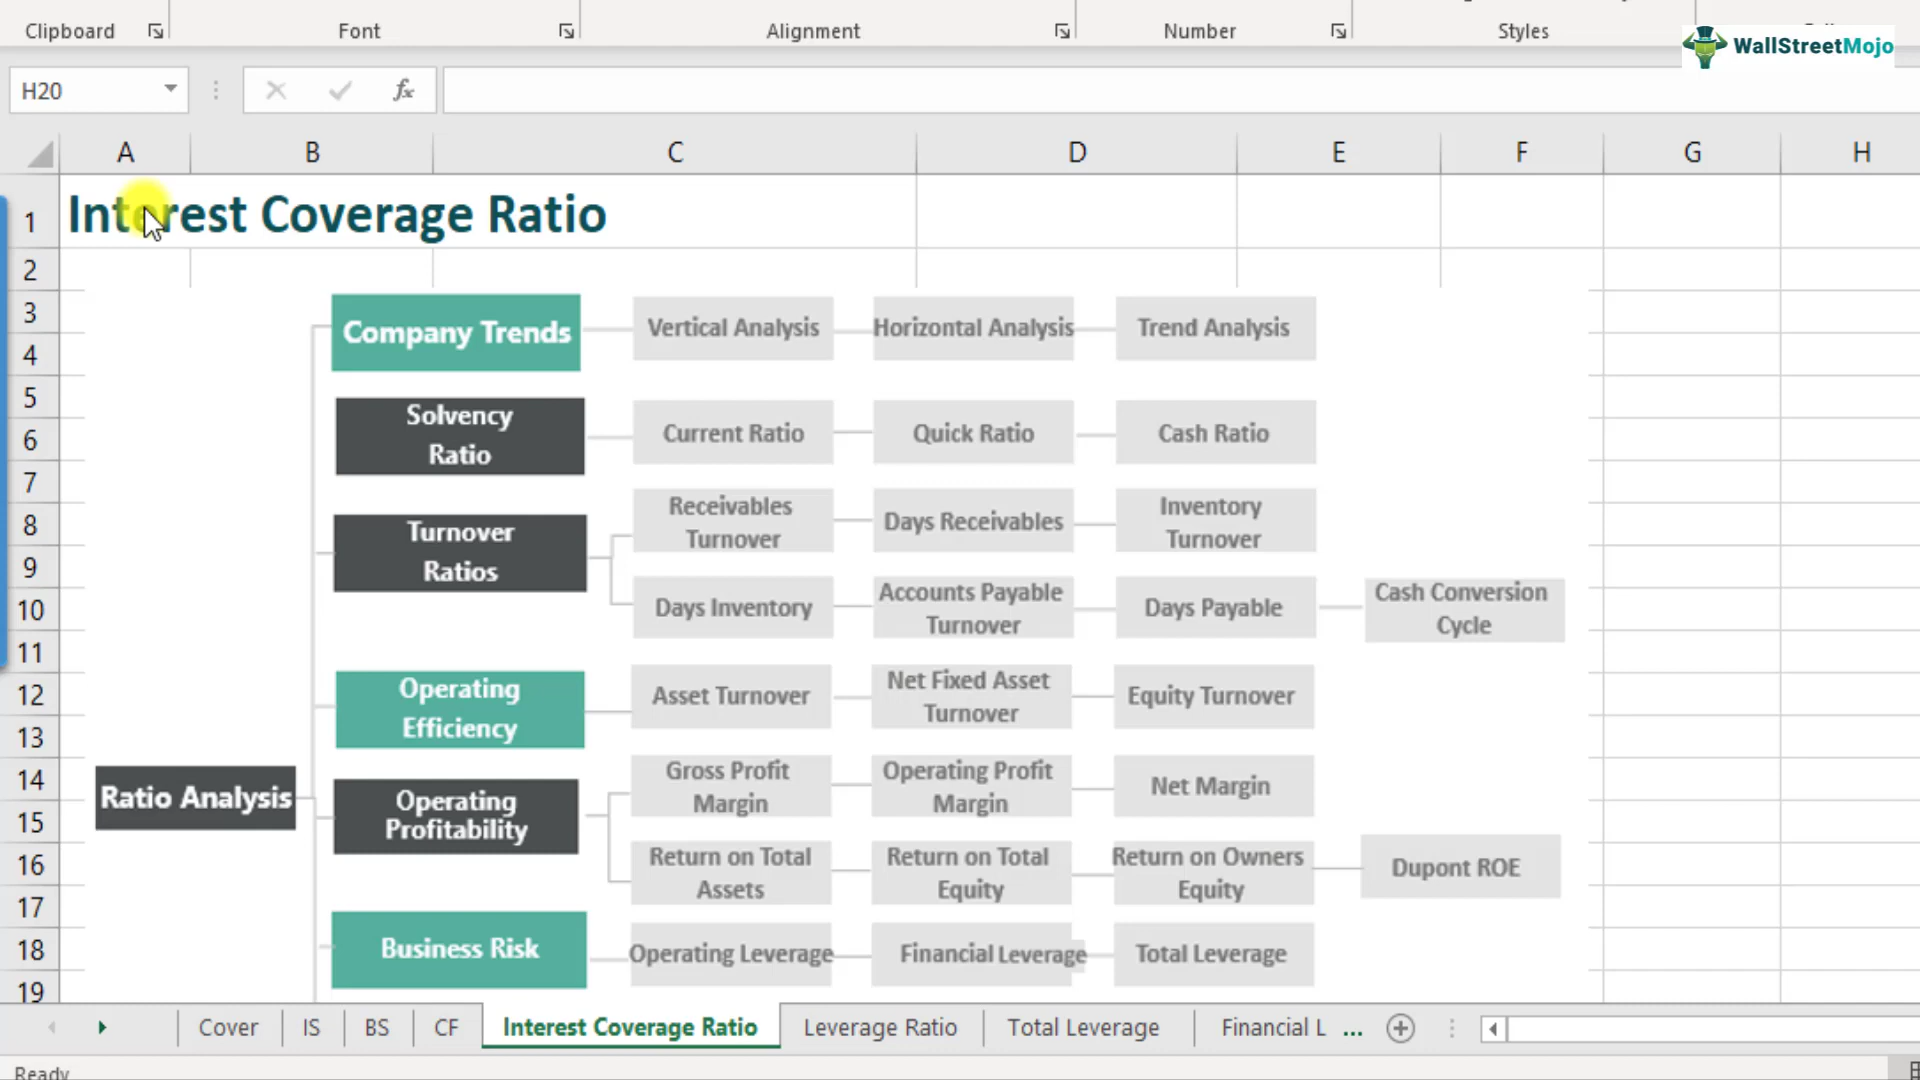 Clipboard
Font
Alignment
Number
Styles
WallStreetMojo
H20
fx
A B C D E F G H
1
Interest Coverage Ratio
2
3
4
5
6
7
8
9
10
11
12
13
14
15
16
17
18
19
Ratio Analysis
Company Trends
Vertical Analysis
Horizontal Analysis
Trend Analysis
Solvency
Ratio
Current Ratio
Quick Ratio
Cash Ratio
Turnover
Ratios
Receivables
Turnover
Days Receivables
Inventory
Turnover
Days Inventory
Accounts Payable
Turnover
Days Payable
Cash Conversion
Cycle
Operating
Efficiency
Asset Turnover
Net Fixed Asset
Turnover
Equity Turnover
Operating
Profitability
Gross Profit
Margin
Operating Profit
Margin
Net Margin
Return on Total
Assets
Return on Total
Equity
Return on Owners
Equity
Dupont ROE
Business Risk
Operating Leverage
Financial Leverage
Total Leverage
Cover
IS
BS
CF
Interest Coverage Ratio
Leverage Ratio
Total Leverage
Financial L ...
Ready